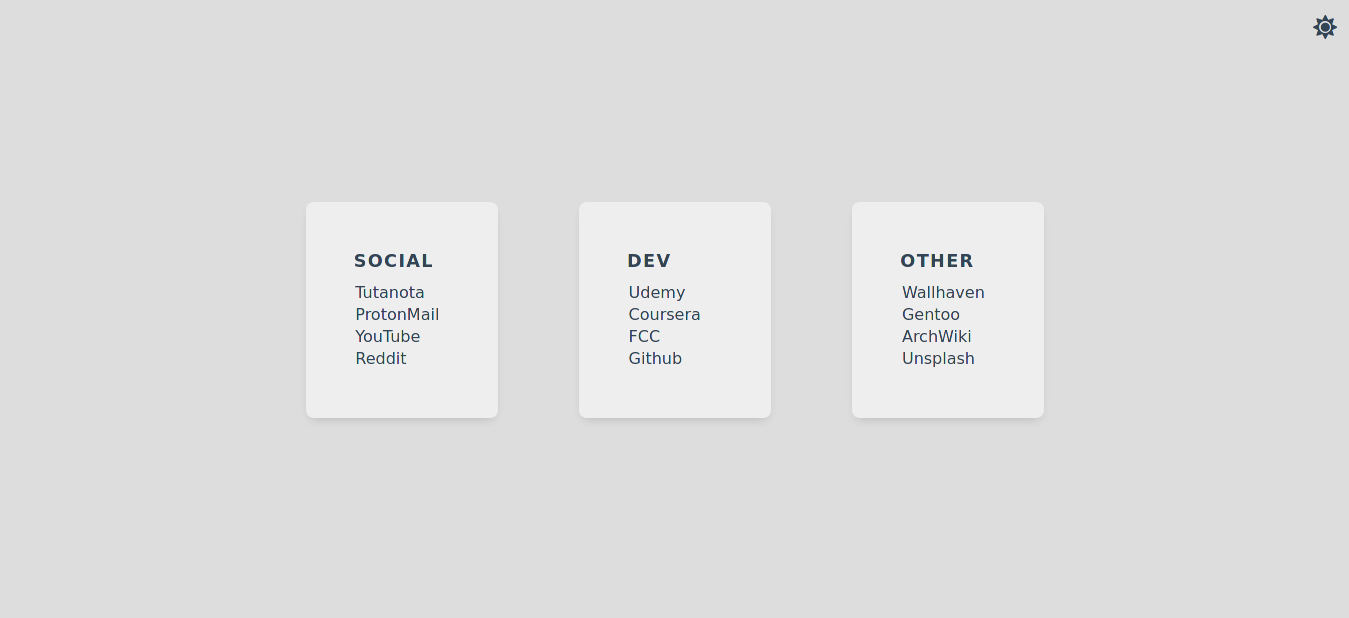 SOCIAL
Tutanota
ProtonMail
YouTube
Reddit
DEV
Udemy
Coursera
FCC
Github
OTHER
Wallhaven
Gentoo
ArchWiki
Unsplash